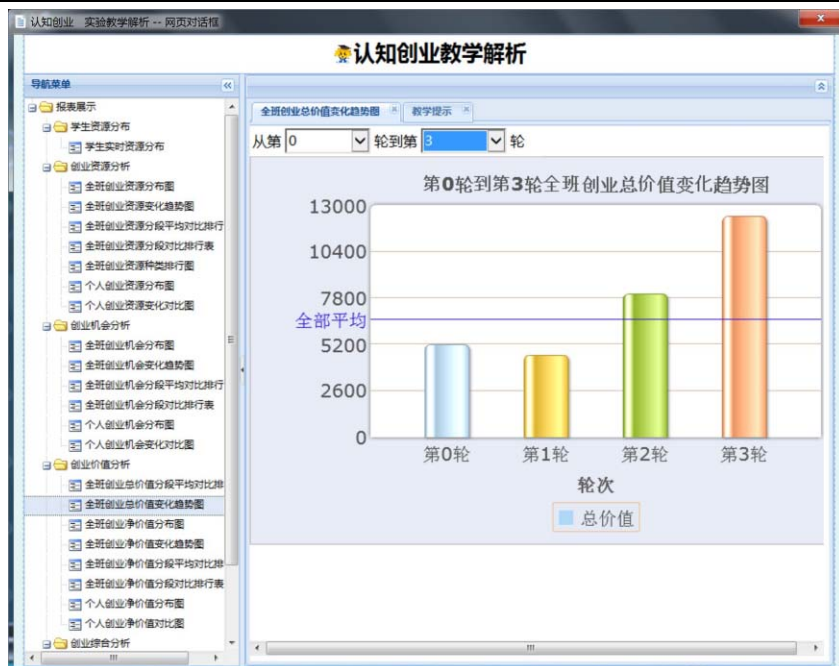 认知创业 实验教学解析 -- 网页对话框
认知创业教学解析
导航菜单
报表展示
学生资源分布
学生实时资源分布
创业资源分析
全班创业资源分布图
全班创业资源变化趋势图
全班创业资源分段平均对比排行
全班创业资源分段对比排行表
全班创业资源种类排行图
个人创业资源分布图
个人创业资源变化对比图
创业机会分析
全班创业机会分布图
全班创业机会变化趋势图
全班创业机会分段平均对比排行
全班创业机会分段对比排行表
个人创业机会分布图
个人创业机会变化对比图
创业价值分析
全班创业总价值分段平均对比排
全班创业总价值变化趋势图
全班创业净价值分布图
全班创业净价值变化趋势图
全班创业净价值分段平均对比排
全班创业净价值分段对比排行表
个人创业净价值分布图
个人创业净价值对比图
创业综合分析
全班创业总价值变化趋势图 教学提示
从第 0 轮到第 3 轮
第0轮到第3轮全班创业总价值变化趋势图
13000
10400
7800
全部平均
5200
2600
0
第0轮 第1轮 第2轮 第3轮
轮次
总价值